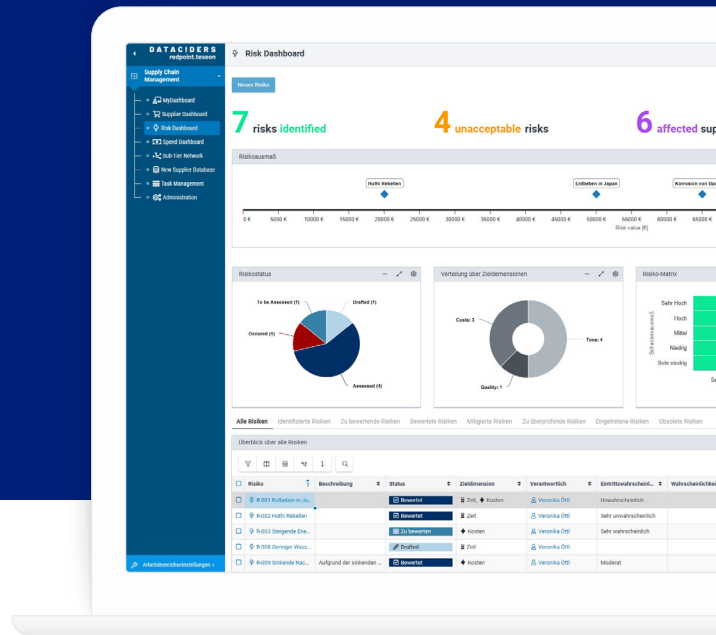 DATACIDERS
redpoint.teseon
Risk Dashboard
Supply Chain
Management
MyDashboard
Supplier Dashboard
Risk Dashboard
Spend Dashboard
Sub-Tier Network
New Supplier Database
Task Management
Administration
Arbeitsbereichseinstellungen
Neues Risiko
7 risks identified
4 unacceptable risks
6 affected sup
Risikoausmaß
Huthi Rebellen
Erdbeben in Japan
Korrosion von Bau
0 € 5000 € 10000 € 15000 € 20000 € 25000 € 30000 € 35000 € 40000 € 45000 € 50000 € 55000 € 60000 € 65000 €
Risk value [€]
Risikostatus
To be Assessed (1)
Drafted (1)
Occured (1)
Assessed (4)
Verteilung über Zieldemensionen
Costs: 3
Time: 4
Quality: 1
Risiko-Matrix
Schadensausmaß
Sehr Hoch
Hoch
Mittel
Niedrig
Sehr niedrig
Se
Alle Risiken Identifizierte Risiken Zu bewertende Risiken Bewertete Risiken Mitigierte Risiken Zu überprüfende Risiken Eingetretene Risiken Obsolete Risiken
Überblick über alle Risiken
Risiko Beschreibung Status Zieldimension Verantwortlich Eintrittswahrscheinl... Wahrscheinlichkei
R-001 Erdbeben in Ja... Bewertet Zeit, Kosten Veronika Öttl Unwahrscheinlich
R-002 Huthi Rebellen Bewertet Zeit Veronika Öttl Sehr unwahrscheinlich
R-003 Steigende Ene... Zu bewerten Kosten Veronika Öttl Sehr wahrscheinlich
R-008 Geringer Wass... Drafted Zeit Veronika Öttl
R-009 Sinkende Nac... Aufgrund der sinkenden ... Bewertet Kosten Veronika Öttl Moderat